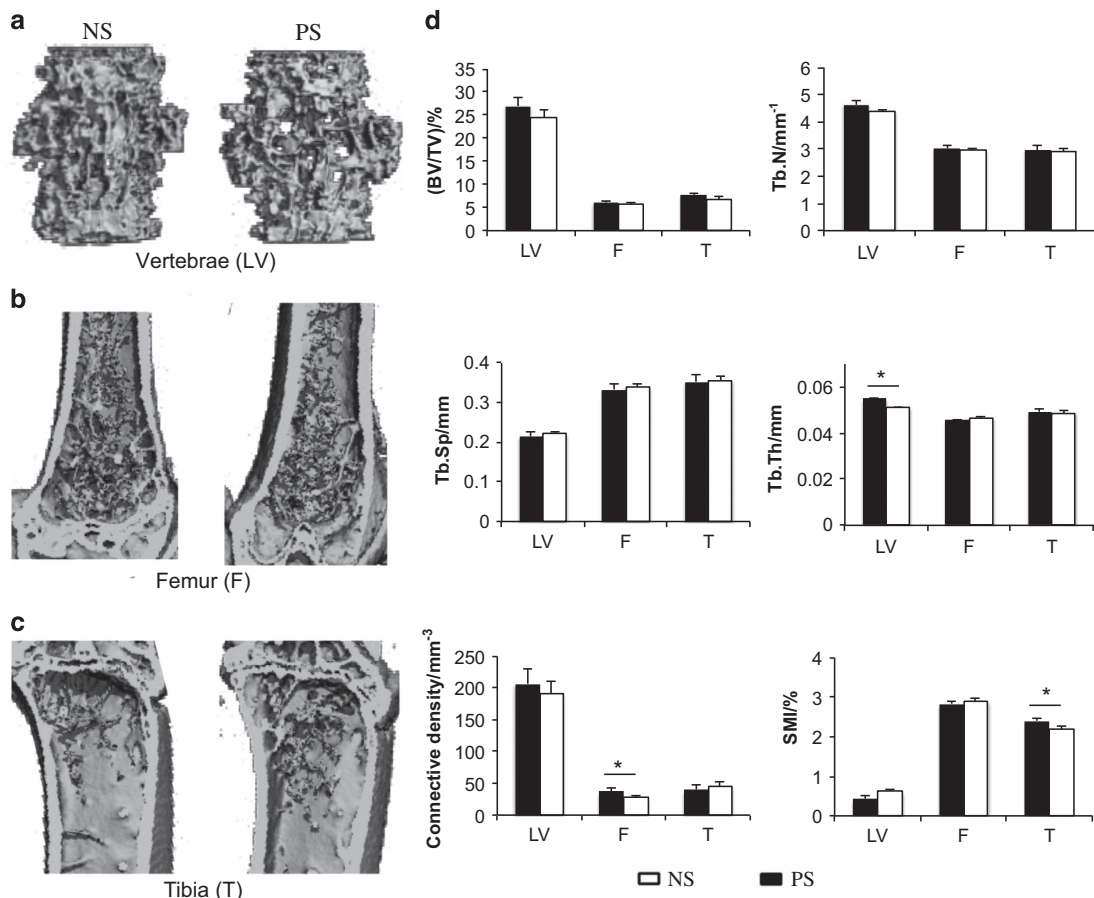 a
NS PS
Vertebrae (LV)
b
Femur (F)
c
Tibia (T)
d
(BV/TV)/%
35
30
25
20
15
10
5
0
LV F T
Tb.N/mm⁻¹
6
5
4
3
2
1
0
LV F T
Tb.Sp/mm
0.4
0.3
0.2
0.1
0
LV F T
Tb.Th/mm
0.06
0.04
0.02
0
*
LV F T
Connective density/mm⁻³
250
200
150
100
50
0
*
LV F T
SMI/%
4
3
2
1
0
*
LV F T
NS PS